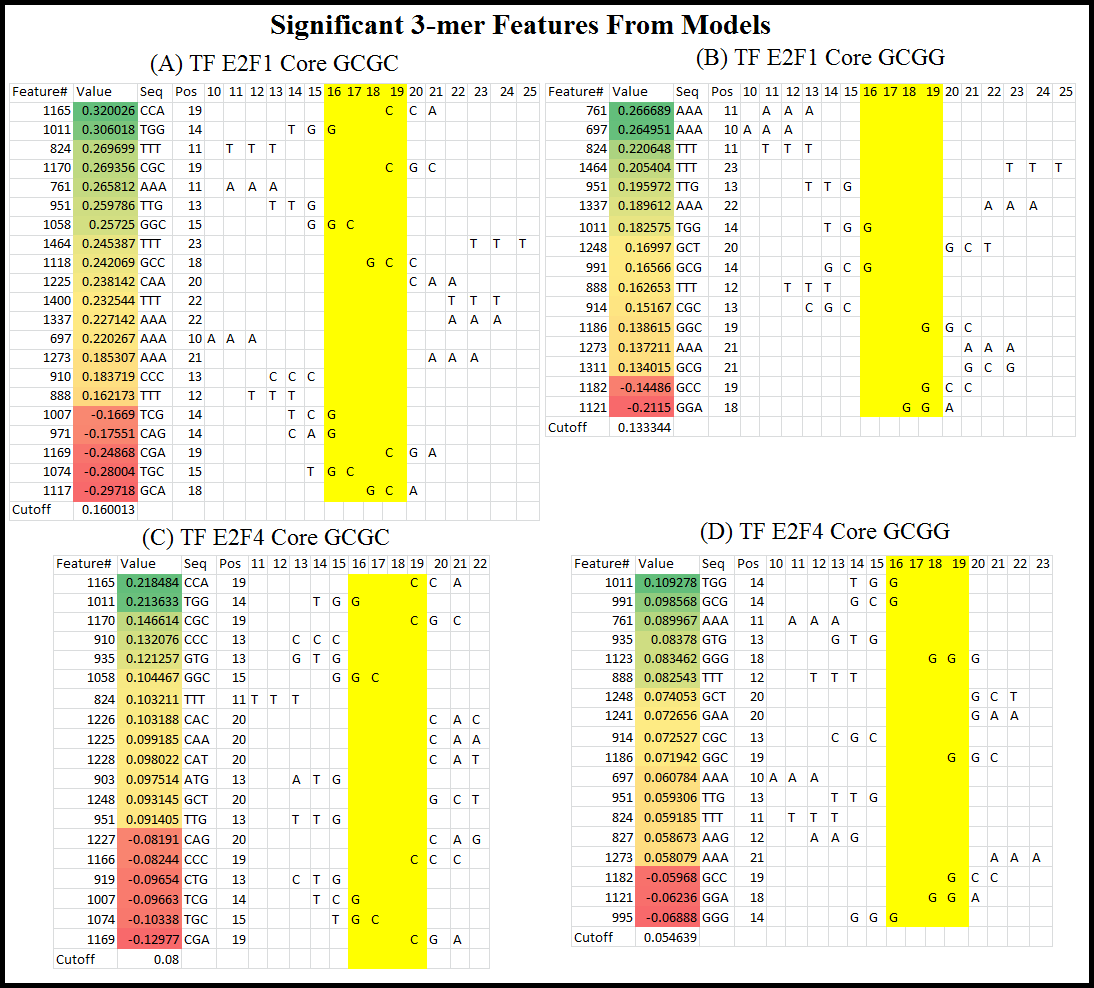 Significant 3-mer Features From Models
(A) TF E2F1 Core GCGC
Feature# Value Seq Pos 10 11 12 13 14 15 16 17 18 19 20 21 22 23 24 25
1165 0.320026 CCA 19 C C A
1011 0.306018 TGG 14 T G G
824 0.269699 TTT 11 T T T
1170 0.269356 CGC 19 C G C
761 0.265812 AAA 11 A A A
951 0.259786 TTG 13 T T G
1058 0.25725 GGC 15 G G C
1464 0.245387 TTT 23 T T T
1118 0.242069 GCC 18 G C C
1225 0.238142 CAA 20 C A A
1400 0.232544 TTT 22 T T T
1337 0.227142 AAA 22 A A A
697 0.220267 AAA 10 A A A
1273 0.185307 AAA 21 A A A
910 0.183719 CCC 13 C C C
888 0.162173 TTT 12 T T T
1007 -0.1669 TCG 14 T C G
971 -0.17551 CAG 14 C A G
1169 -0.24868 CGA 19 C G A
1074 -0.28004 TGC 15 T G C
1117 -0.29718 GCA 18 G C A
Cutoff 0.160013
(B) TF E2F1 Core GCGG
Feature# Value Seq Pos 10 11 12 13 14 15 16 17 18 19 20 21 22 23 24 25
761 0.266689 AAA 11 A A A
697 0.264951 AAA 10 A A A
824 0.220648 TTT 11 T T T
1464 0.205404 TTT 23 T T T
951 0.195972 TTG 13 T T G
1337 0.189612 AAA 22 A A A
1011 0.182575 TGG 14 T G G
1248 0.16997 GCT 20 G C T
991 0.16566 GCG 14 G C G
888 0.162653 TTT 12 T T T
914 0.15167 CGC 13 C G C
1186 0.138615 GGC 19 G G C
1273 0.137211 AAA 21 A A A
1311 0.134015 GCG 21 G C G
1182 -0.14486 GCC 19 G C C
1121 -0.2115 GGA 18 G G A
Cutoff 0.133344
(C) TF E2F4 Core GCGC
Feature# Value Seq Pos 11 12 13 14 15 16 17 18 19 20 21 22
1165 0.218484 CCA 19 C C A
1011 0.213633 TGG 14 T G G
1170 0.146614 CGC 19 C G C
910 0.132076 CCC 13 C C C
935 0.121257 GTG 13 G T G
1058 0.104467 GGC 15 G G C
824 0.103211 TTT 11 T T T
1226 0.103188 CAC 20 C A C
1225 0.099185 CAA 20 C A A
1228 0.098022 CAT 20 C A T
903 0.097514 ATG 13 A T G
1248 0.093145 GCT 20 G C T
951 0.091405 TTG 13 T T G
1227 -0.08191 CAG 20 C A G
1166 -0.08244 CCC 19 C C C
919 -0.09654 CTG 13 C T G
1007 -0.09663 TCG 14 T C G
1074 -0.10338 TGC 15 T G C
1169 -0.12977 CGA 19 C G A
Cutoff 0.08
(D) TF E2F4 Core GCGG
Feature# Value Seq Pos 10 11 12 13 14 15 16 17 18 19 20 21 22 23
1011 0.109278 TGG 14 T G G
991 0.098568 GCG 14 G C G
761 0.089967 AAA 11 A A A
935 0.08378 GTG 13 G T G
1123 0.083462 GGG 18 G G G
888 0.082543 TTT 12 T T T
1248 0.074053 GCT 20 G C T
1241 0.072656 GAA 20 G A A
914 0.072527 CGC 13 C G C
1186 0.071942 GGC 19 G G C
697 0.060784 AAA 10 A A A
951 0.059306 TTG 13 T T G
824 0.059185 TTT 11 T T T
827 0.058673 AAG 12 A A G
1273 0.058079 AAA 21 A A A
1182 -0.05968 GCC 19 G C C
1121 -0.06236 GGA 18 G G A
995 -0.06888 GGG 14 G G G
Cutoff 0.054639